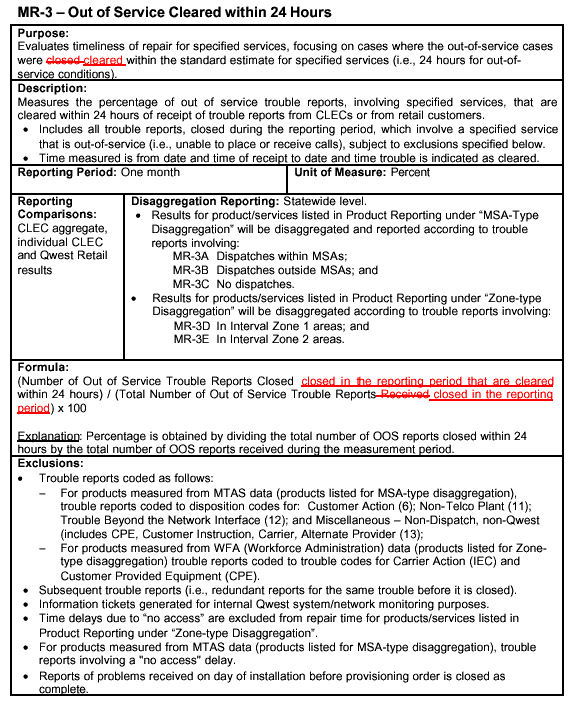 MR-3 – Out of Service Cleared within 24 Hours
Purpose:
Evaluates timeliness of repair for specified services, focusing on cases where the out-of-service cases
were closed cleared within the standard estimate for specified services (i.e., 24 hours for out-of-
service conditions).
Description:
Measures the percentage of out of service trouble reports, involving specified services, that are
cleared within 24 hours of receipt of trouble reports from CLECs or from retail customers.
• Includes all trouble reports, closed during the reporting period, which involve a specified service
that is out-of-service (i.e., unable to place or receive calls), subject to exclusions specified below.
• Time measured is from date and time of receipt to date and time trouble is indicated as cleared.
Reporting Period: One month
Unit of Measure: Percent
Reporting
Comparisons:
CLEC aggregate,
individual CLEC
and Qwest Retail
results
Disaggregation Reporting: Statewide level.
• Results for product/services listed in Product Reporting under “MSA-Type
Disaggregation” will be disaggregated and reported according to trouble
reports involving:
MR-3A Dispatches within MSAs;
MR-3B Dispatches outside MSAs; and
MR-3C No dispatches.
• Results for products/services listed in Product Reporting under “Zone-type
Disaggregation” will be disaggregated according to trouble reports involving:
MR-3D In Interval Zone 1 areas; and
MR-3E In Interval Zone 2 areas.
Formula:
(Number of Out of Service Trouble Reports Closed closed in the reporting period that are cleared
within 24 hours) / (Total Number of Out of Service Trouble Reports Received closed in the reporting
period) x 100
Explanation: Percentage is obtained by dividing the total number of OOS reports closed within 24
hours by the total number of OOS reports received during the measurement period.
Exclusions:
• Trouble reports coded as follows:
– For products measured from MTAS data (products listed for MSA-type disaggregation),
trouble reports coded to disposition codes for: Customer Action (6); Non-Telco Plant (11);
Trouble Beyond the Network Interface (12); and Miscellaneous – Non-Dispatch, non-Qwest
(includes CPE, Customer Instruction, Carrier, Alternate Provider (13);
– For products measured from WFA (Workforce Administration) data (products listed for Zone-
type disaggregation) trouble reports coded to trouble codes for Carrier Action (IEC) and
Customer Provided Equipment (CPE).
• Subsequent trouble reports (i.e., redundant reports for the same trouble before it is closed).
• Information tickets generated for internal Qwest system/network monitoring purposes.
• Time delays due to “no access” are excluded from repair time for products/services listed in
Product Reporting under “Zone-type Disaggregation”.
• For products measured from MTAS data (products listed for MSA-type disaggregation), trouble
reports involving a "no access" delay.
• Reports of problems received on day of installation before provisioning order is closed as
complete.